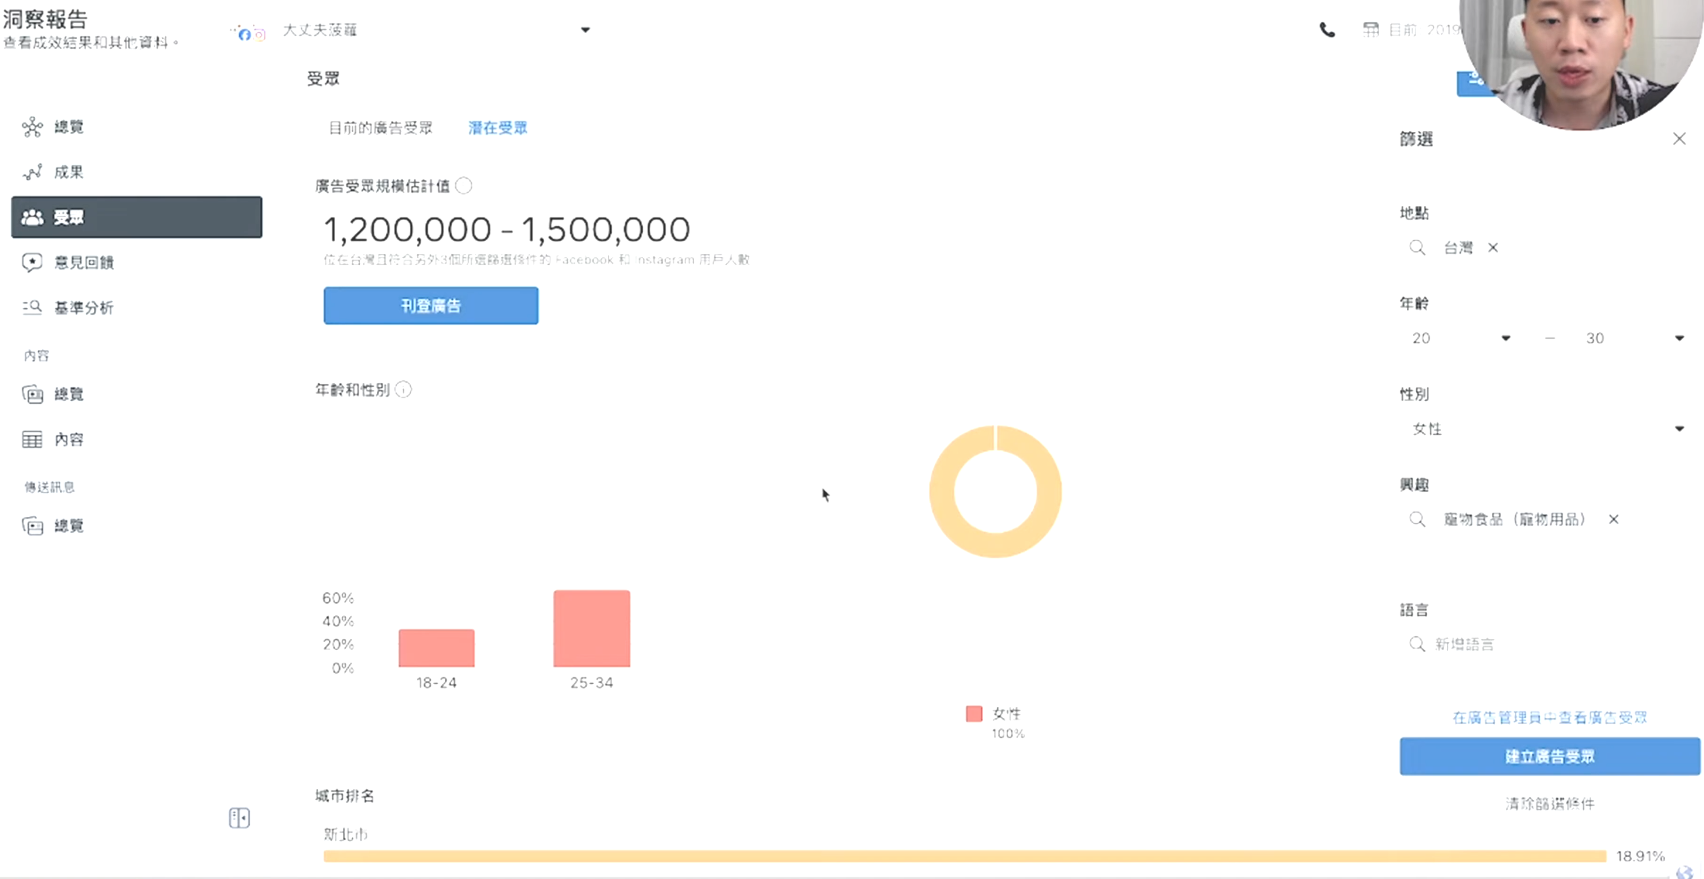 洞察報告
查看成效結果和其他資料。
大丈夫菠蘿
目前 2019
受眾
目前的廣告受眾 潛在受眾
總覽
成果
受眾
意見回饋
基準分析
內容
總覽
內容
傳送訊息
總覽
廣告受眾規模估計值
1,200,000 - 1,500,000
位在台灣且符合另外3個所選篩選條件的 Facebook 和 Instagram 用戶人數
刊登廣告
年齡和性別
60%
40%
20%
0%
18-24
25-34
女性
100%
城市排名
新北市
18.91%
篩選
地點
台灣
年齡
20 — 30
性別
女性
興趣
寵物食品（寵物用品）
語言
新增語言
在廣告管理員中查看廣告受眾
建立廣告受眾
清除篩選條件